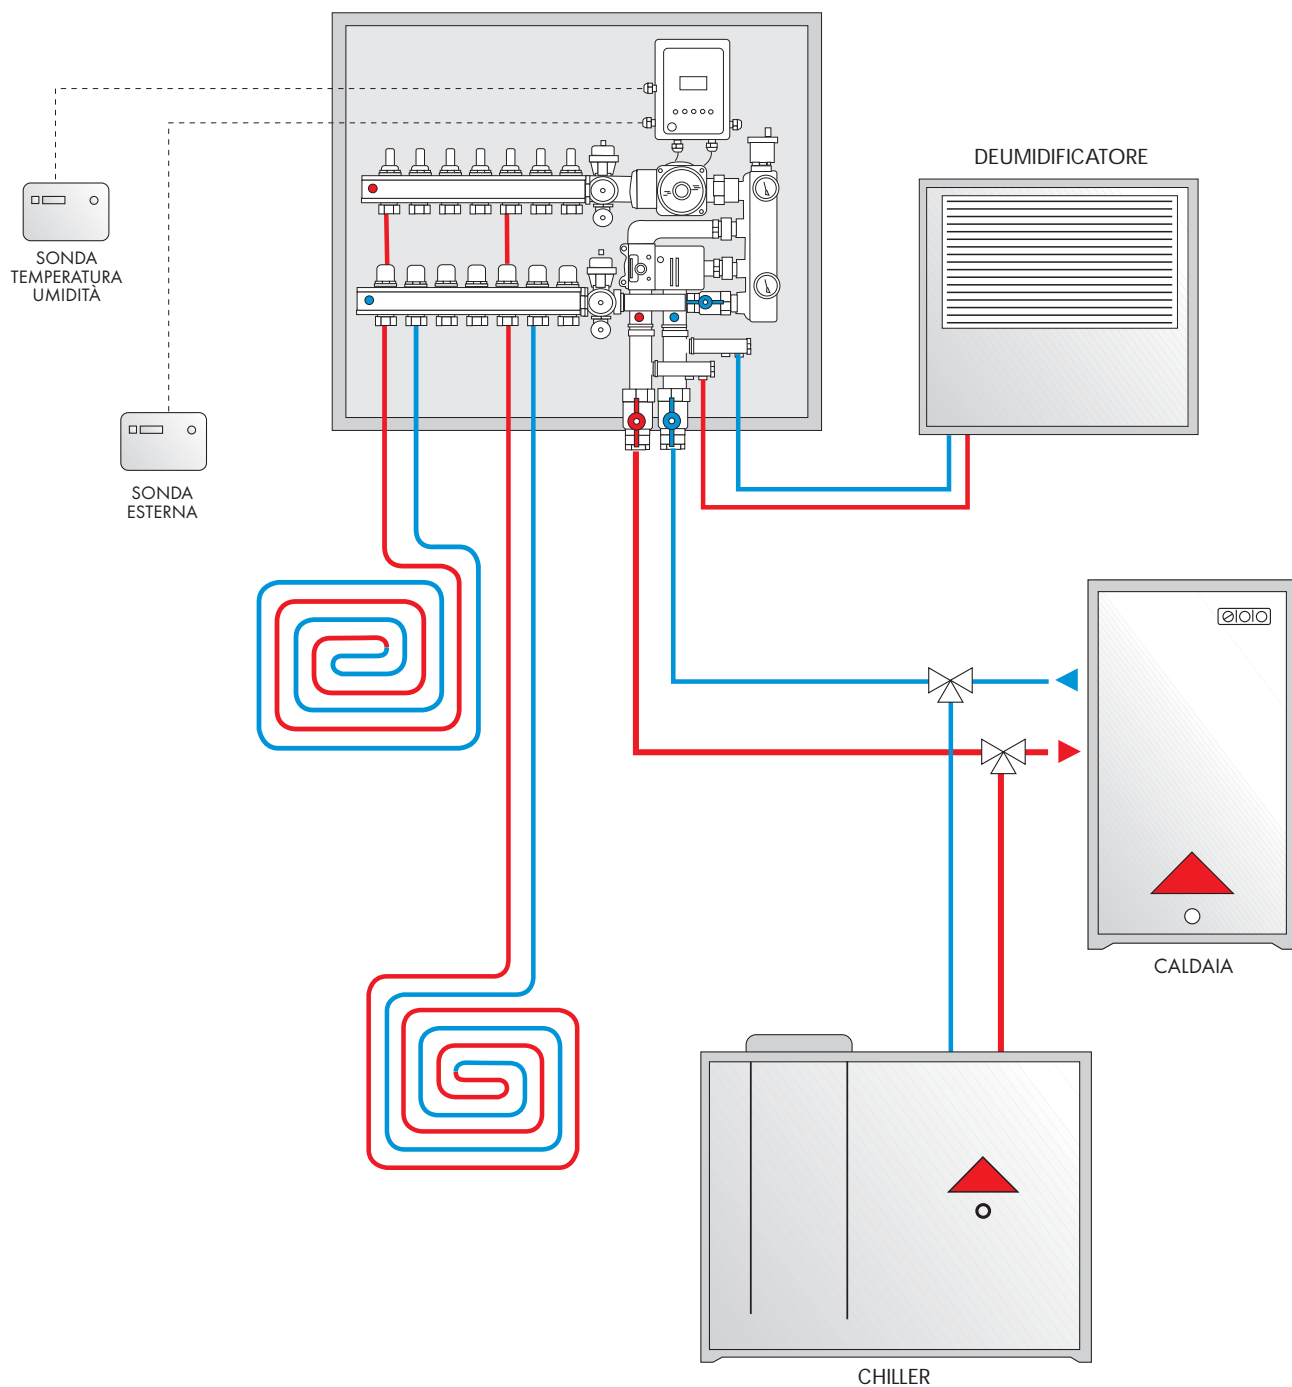 DEUMIDIFICATORE
SONDA
TEMPERATURA
UMIDITÀ
SONDA
ESTERNA
CALDAIA
CHILLER